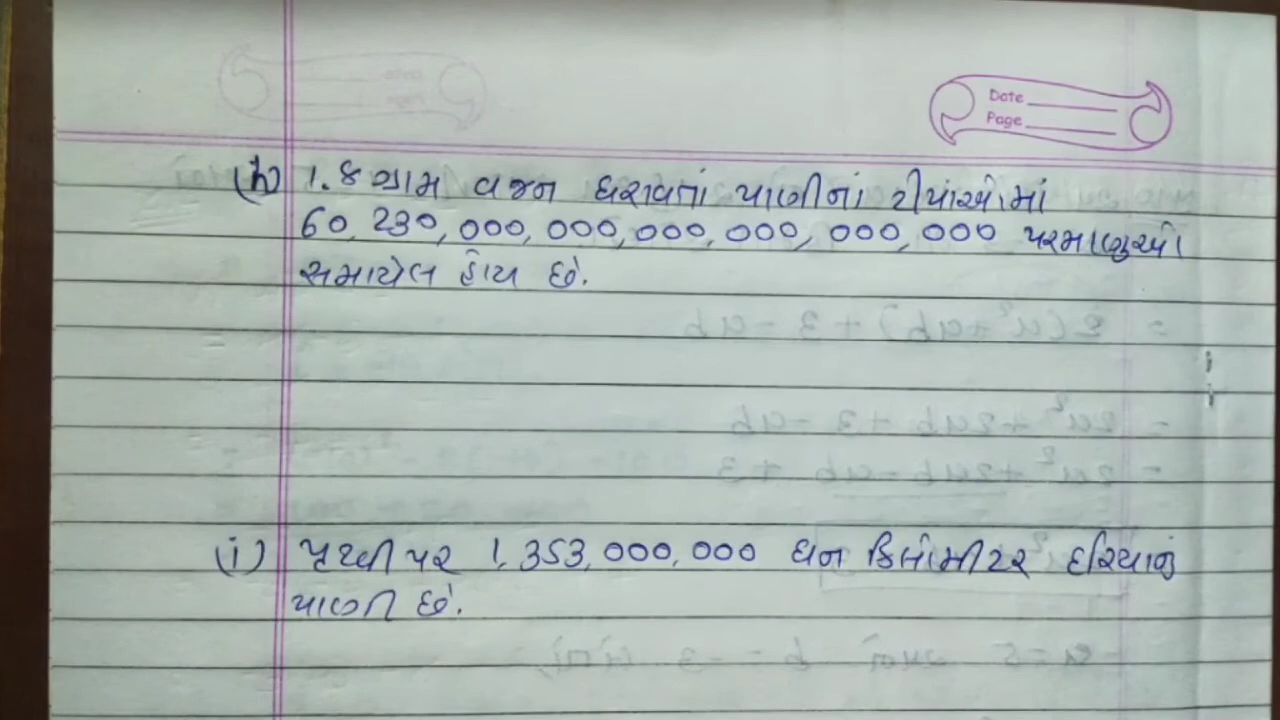 Date
Page
(h) 1.8 ગ્રામ વજન ધરાવતાં પાણીનાં ટીપાંઓમાં
60,230,000,000,000,000,000,000 પરમાણુઓ
સમાયેલ હોય છે.
(i) પૃથ્વી પર 1,353,000,000 ઘન કિલોમીટર દરિયાનું
પાણી છે.